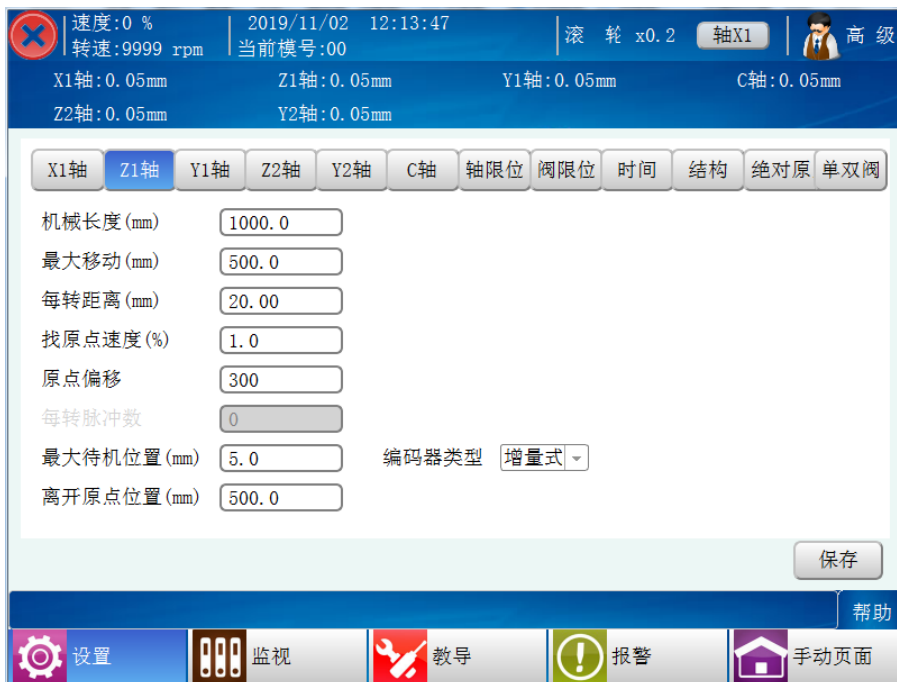 速度:0 % 2019/11/02 12:13:47 滚 轮 x0.2 轴X1 高 级
转速:9999 rpm 当前模号:00
X1轴:0.05mm Z1轴:0.05mm Y1轴:0.05mm C轴:0.05mm
Z2轴:0.05mm Y2轴:0.05mm
X1轴 Z1轴 Y1轴 Z2轴 Y2轴 C轴 轴限位 阀限位 时间 结构 绝对原 单双阀
机械长度(mm) 1000.0
最大移动(mm) 500.0
每转距离(mm) 20.00
找原点速度(%) 1.0
原点偏移 300
每转脉冲数 0
最大待机位置(mm) 5.0 编码器类型 增量式
离开原点位置(mm) 500.0
保存
帮助
设置 监视 教导 报警 手动页面